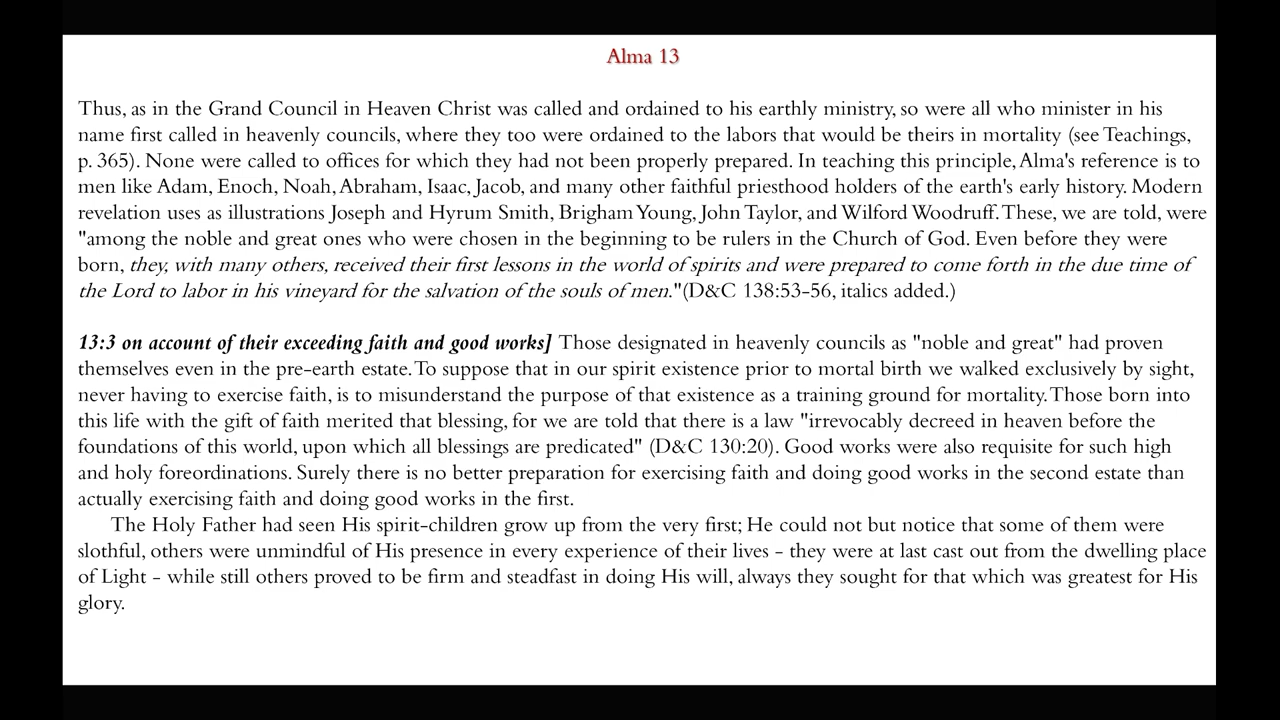 Alma 13
Thus, as in the Grand Council in Heaven Christ was called and ordained to his earthly ministry, so were all who minister in his
name first called in heavenly councils, where they too were ordained to the labors that would be theirs in mortality (see Teachings,
p. 365). None were called to offices for which they had not been properly prepared. In teaching this principle, Alma's reference is to
men like Adam, Enoch, Noah, Abraham, Isaac, Jacob, and many other faithful priesthood holders of the earth's early history. Modern
revelation uses as illustrations Joseph and Hyrum Smith, Brigham Young, John Taylor, and Wilford Woodruff. These, we are told, were
"among the noble and great ones who were chosen in the beginning to be rulers in the Church of God. Even before they were
born, they, with many others, received their first lessons in the world of spirits and were prepared to come forth in the due time of
the Lord to labor in his vineyard for the salvation of the souls of men."(D&C 138:53-56, italics added.)
13:3 on account of their exceeding faith and good works] Those designated in heavenly councils as "noble and great" had proven
themselves even in the pre-earth estate. To suppose that in our spirit existence prior to mortal birth we walked exclusively by sight,
never having to exercise faith, is to misunderstand the purpose of that existence as a training ground for mortality. Those born into
this life with the gift of faith merited that blessing, for we are told that there is a law "irrevocably decreed in heaven before the
foundations of this world, upon which all blessings are predicated" (D&C 130:20). Good works were also requisite for such high
and holy foreordinations. Surely there is no better preparation for exercising faith and doing good works in the second estate than
actually exercising faith and doing good works in the first.
The Holy Father had seen His spirit-children grow up from the very first; He could not but notice that some of them were
slothful, others were unmindful of His presence in every experience of their lives - they were at last cast out from the dwelling place
of Light - while still others proved to be firm and steadfast in doing His will, always they sought for that which was greatest for His
glory.